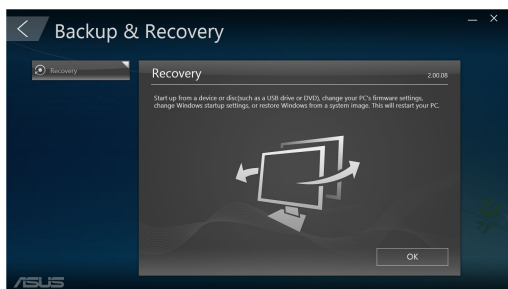 Backup & Recovery
Recovery
Recovery
2.00.08
Start up from a device or disc(such as a USB drive or DVD), change your PC's firmware settings,
change Windows startup settings, or restore Windows from a system image. This will restart your PC.
OK
ASUS